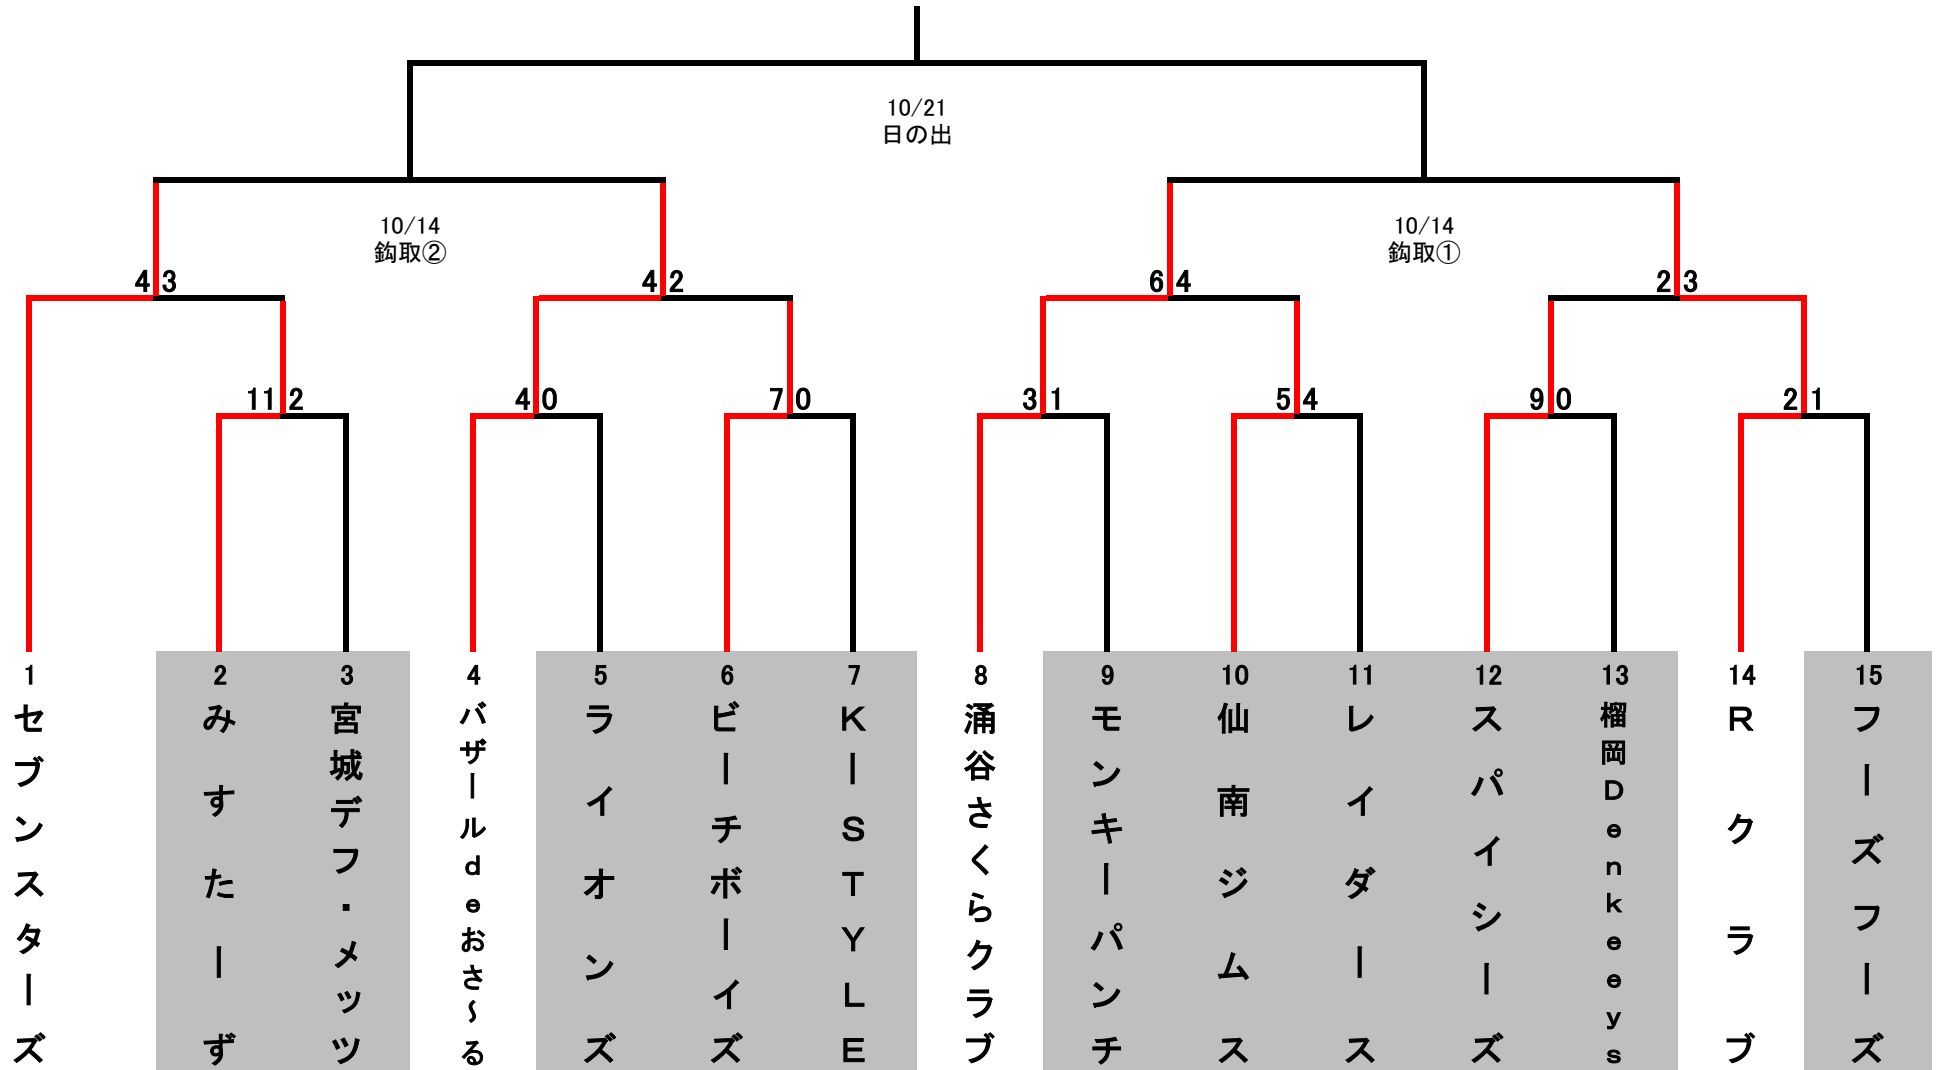 10/21
日の出
10/14
鈎取②
10/14
鈎取①
4 3
4 2
6 4
2 3
11 2
4 0
7 0
3 1
5 4
9 0
2 1
1
セブンスターズ
2
みすたーず
3
宮城デフ・メッツ
4
バザールdeおさ～る
5
ライオンズ
6
ビーチボーイズ
7
K－STYLE
8
涌谷さくらクラブ
9
モンキーパンチ
10
仙南ジムス
11
レイダース
12
スパイシーズ
13
榴岡Denkeeys
14
Rクラブ
15
フーズフーズ